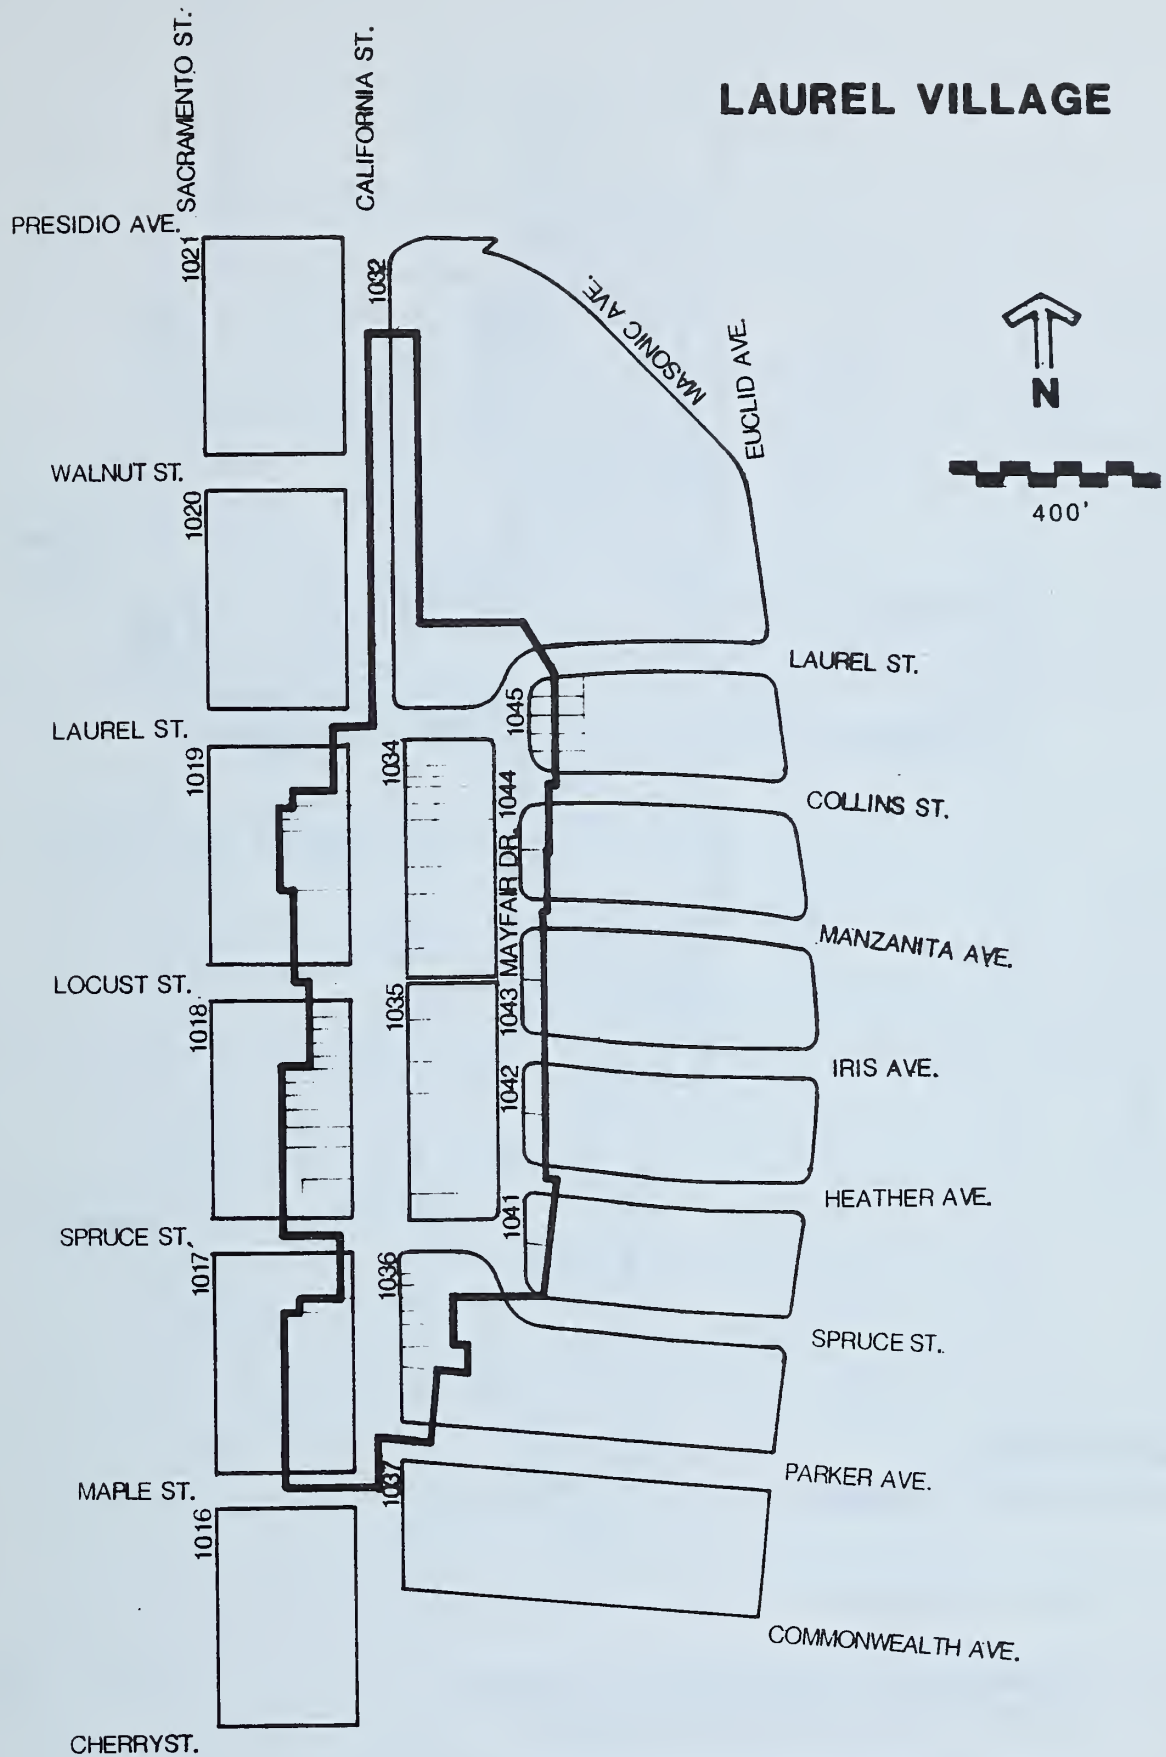 LAUREL VILLAGE
SACRAMENTO ST.
CALIFORNIA ST.
PRESIDIO AVE.
1021
1032
MASONIC AVE.
EUCLID AVE.
N
400'
WALNUT ST.
1020
LAUREL ST.
LAUREL ST.
1019
1034
1045
COLLINS ST.
MAYFAIR DR.
1044
MANZANITA AVE.
LOCUST ST.
1018
1035
1043
IRIS AVE.
1042
HEATHER AVE.
SPRUCE ST.
1017
1036
1041
SPRUCE ST.
MAPLE ST.
1037
PARKER AVE.
1016
COMMONWEALTH AVE.
CHERRY ST.